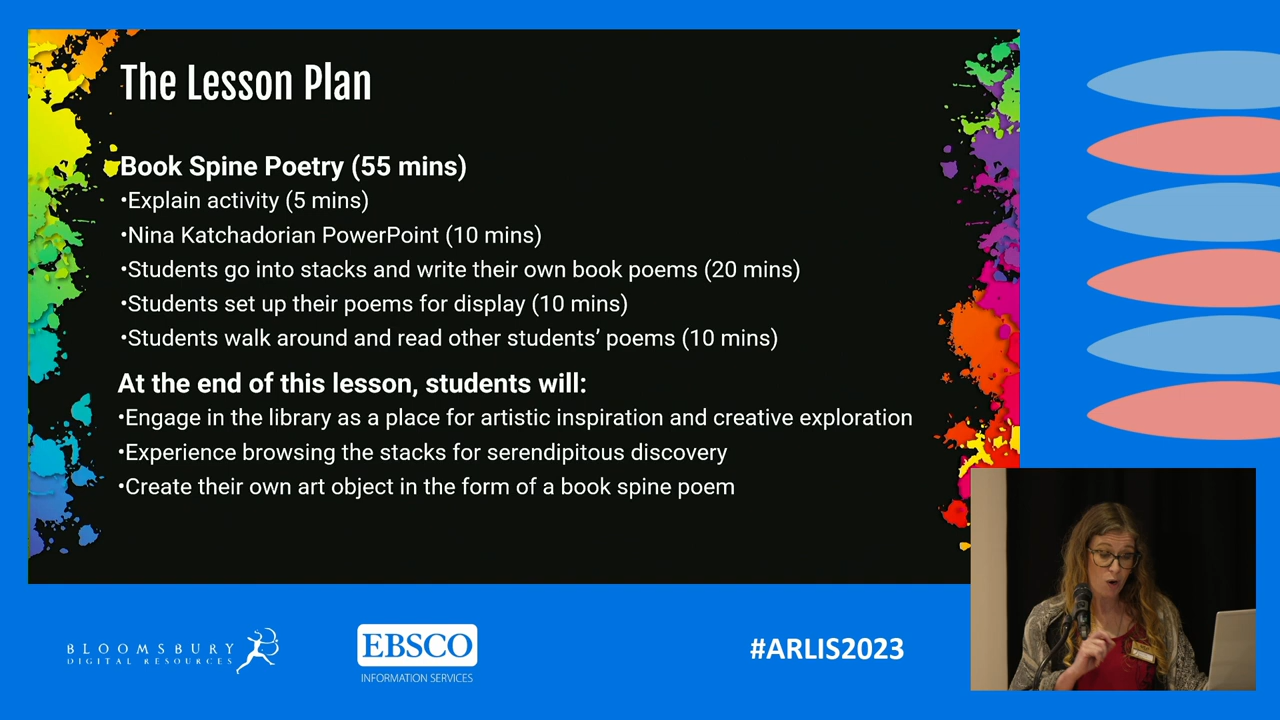 The Lesson Plan
Book Spine Poetry (55 mins)
•Explain activity (5 mins)
•Nina Katchadorian PowerPoint (10 mins)
•Students go into stacks and write their own book poems (20 mins)
•Students set up their poems for display (10 mins)
•Students walk around and read other students’ poems (10 mins)
At the end of this lesson, students will:
•Engage in the library as a place for artistic inspiration and creative exploration
•Experience browsing the stacks for serendipitous discovery
•Create their own art object in the form of a book spine poem
BLOOMSBURY
DIGITAL RESOURCES
EBSCO
INFORMATION SERVICES
#ARLIS2023